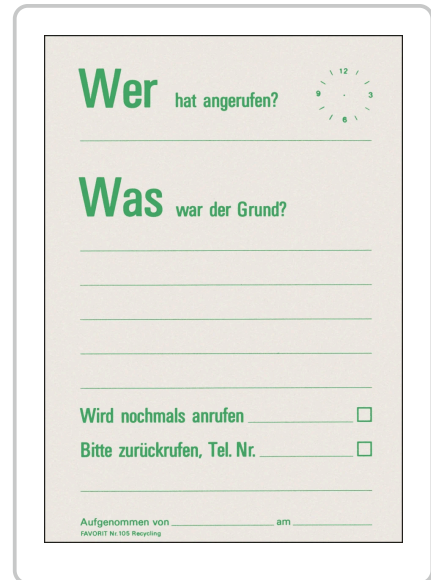 Wer hat angerufen?
12
9 3
6
Was war der Grund?
Wird nochmals anrufen
Bitte zurückrufen, Tel. Nr.
Aufgenommen von am
FAVORIT Nr.105 Recycling